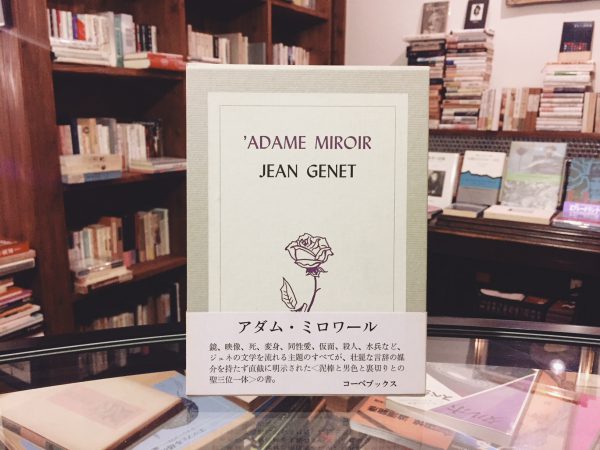 'ADAME MIROIR
JEAN GENET
アダム・ミロワール
鏡、映像、死、変身、同性愛、仮面、殺人、水兵など、
ジュネの文学を流れる主題のすべてが、壮麗な言辞の媒
介を持たず直截に明示された<泥棒と男色と裏切りとの
聖三位一体>の書。
コーベブックス